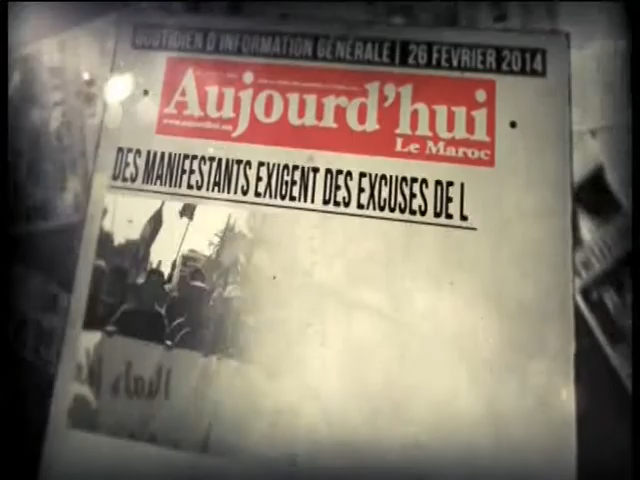 QUOTIDIEN D'INFORMATION GÉNÉRALE | 26 FEVRIER 2014
Aujourd'hui
Le Maroc
DES MANIFESTANTS EXIGENT DES EXCUSES DE L